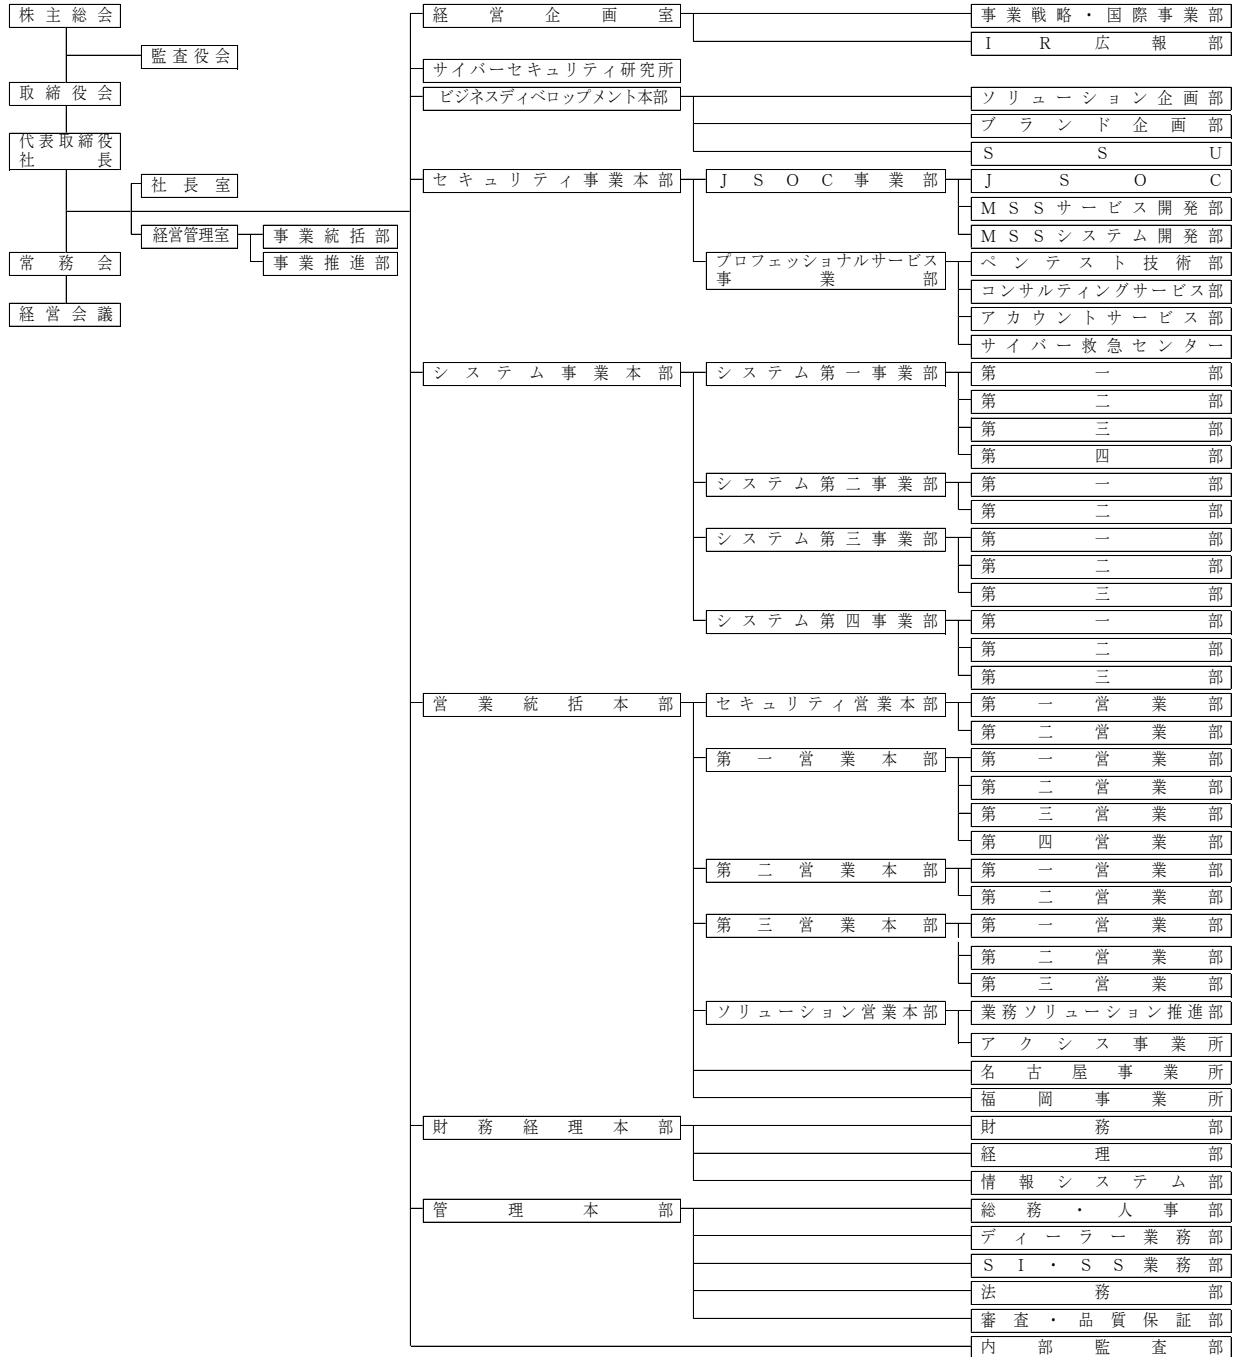 株主総会
監査役会
取締役会
代表取締役
社長
社長室
経営管理室
事業統括部
事業推進部
常務会
経営会議
経営企画室
事業戦略・国際事業部
IR広報部
サイバーセキュリティ研究所
ビジネスディベロップメント本部
ソリューション企画部
ブランド企画部
SSU
セキュリティ事業本部
JSOC事業部
JSOC
MSSサービス開発部
MSSシステム開発部
プロフェッショナルサービス
事業部
ペンテスト技術部
コンサルティングサービス部
アカウントサービス部
サイバー救急センター
システム事業本部
システム第一事業部
第一部
第二部
第三部
第四部
システム第二事業部
第一部
第二部
システム第三事業部
第一部
第二部
第三部
システム第四事業部
第一部
第二部
第三部
営業統括本部
セキュリティ営業本部
第一営業部
第二営業部
第一営業本部
第一営業部
第二営業部
第三営業部
第四営業部
第二営業本部
第一営業部
第二営業部
第三営業本部
第一営業部
第二営業部
第三営業部
ソリューション営業本部
業務ソリューション推進部
アクシス事業所
名古屋事業所
福岡事業所
財務経理本部
財務部
経理部
情報システム部
管理本部
総務・人事部
ディーラー業務部
SI・SS業務部
法務部
審査・品質保証部
内部監査部